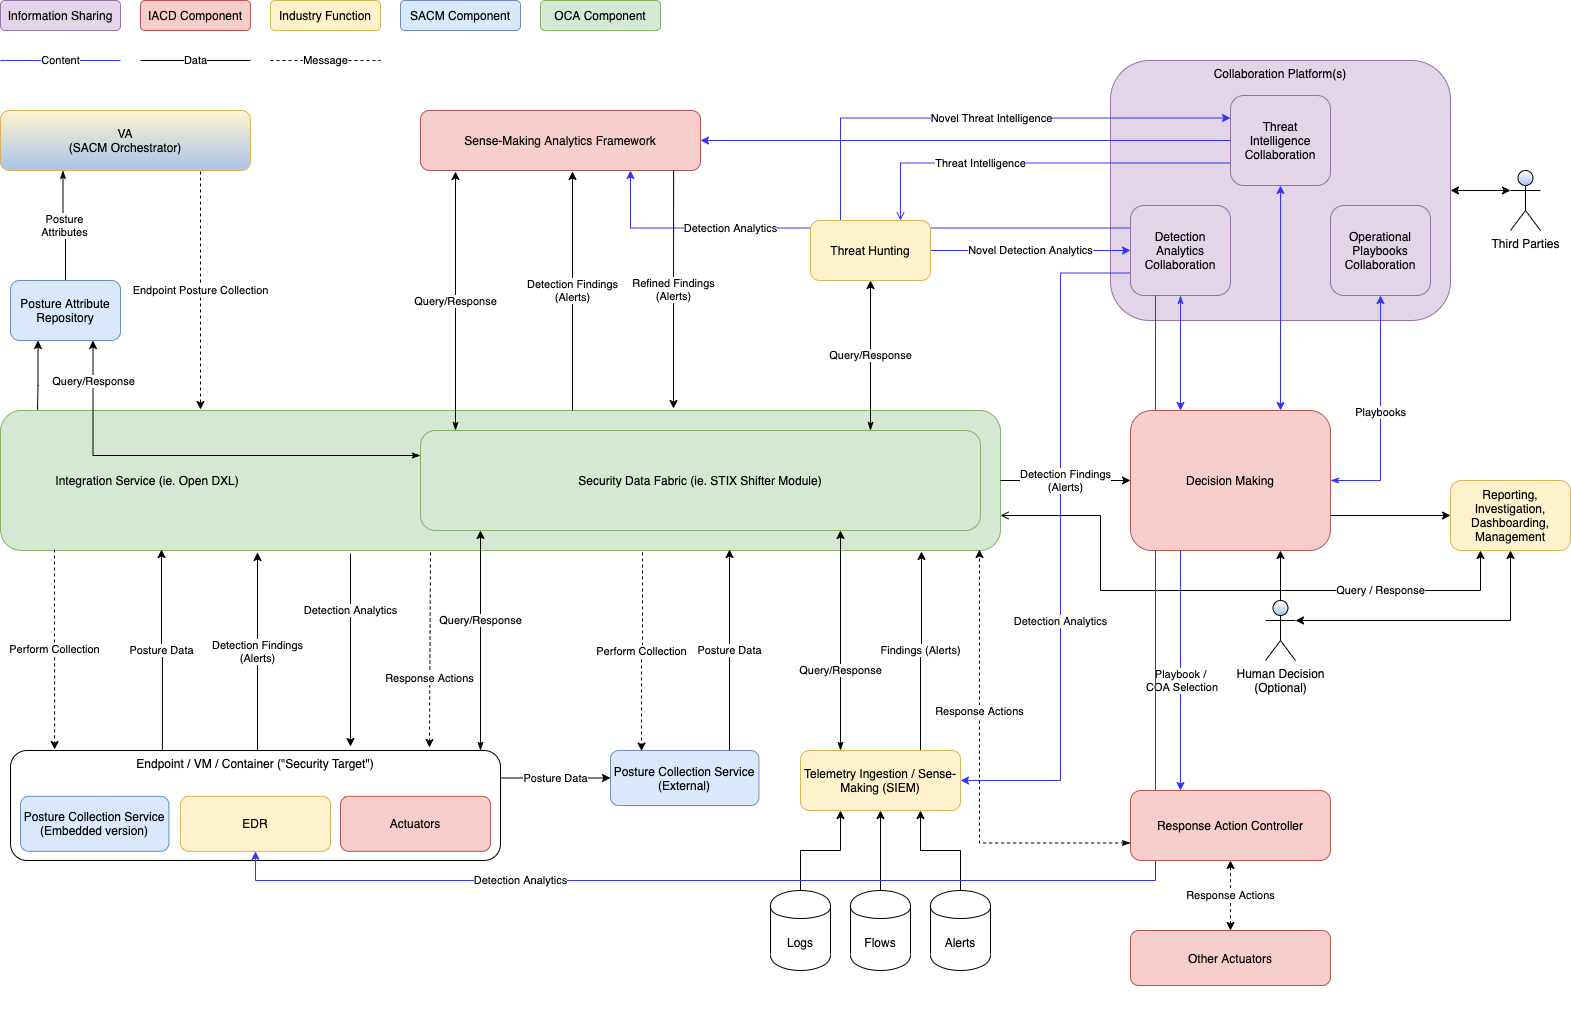 Information Sharing
IACD Component
Industry Function
SACM Component
OCA Component
Content
Data
Message
Collaboration Platform(s)
VA
(SACM Orchestrator)
Sense-Making Analytics Framework
Novel Threat Intelligence
Threat
Intelligence
Collaboration
Threat Intelligence
Posture
Attributes
Detection Analytics
Threat Hunting
Novel Detection Analytics
Detection
Analytics
Collaboration
Operational
Playbooks
Collaboration
Third Parties
Posture Attribute
Repository
Endpoint Posture Collection
Query/Response
Detection Findings
(Alerts)
Refined Findings
(Alerts)
Query/Response
Query/Response
Playbooks
Integration Service (ie. Open DXL)
Security Data Fabric (ie. STIX Shifter Module)
Detection Findings
(Alerts)
Decision Making
Reporting,
Investigation,
Dashboarding,
Management
Query / Response
Perform Collection
Posture Data
Detection Findings
(Alerts)
Detection Analytics
Response Actions
Query/Response
Perform Collection
Posture Data
Query/Response
Findings (Alerts)
Response Actions
Detection Analytics
Playbook /
COA Selection
Human Decision
(Optional)
Endpoint / VM / Container ("Security Target")
Posture Collection Service
(Embedded version)
EDR
Actuators
Posture Data
Posture Collection Service
(External)
Telemetry Ingestion / Sense-
Making (SIEM)
Response Action Controller
Detection Analytics
Response Actions
Logs
Flows
Alerts
Other Actuators